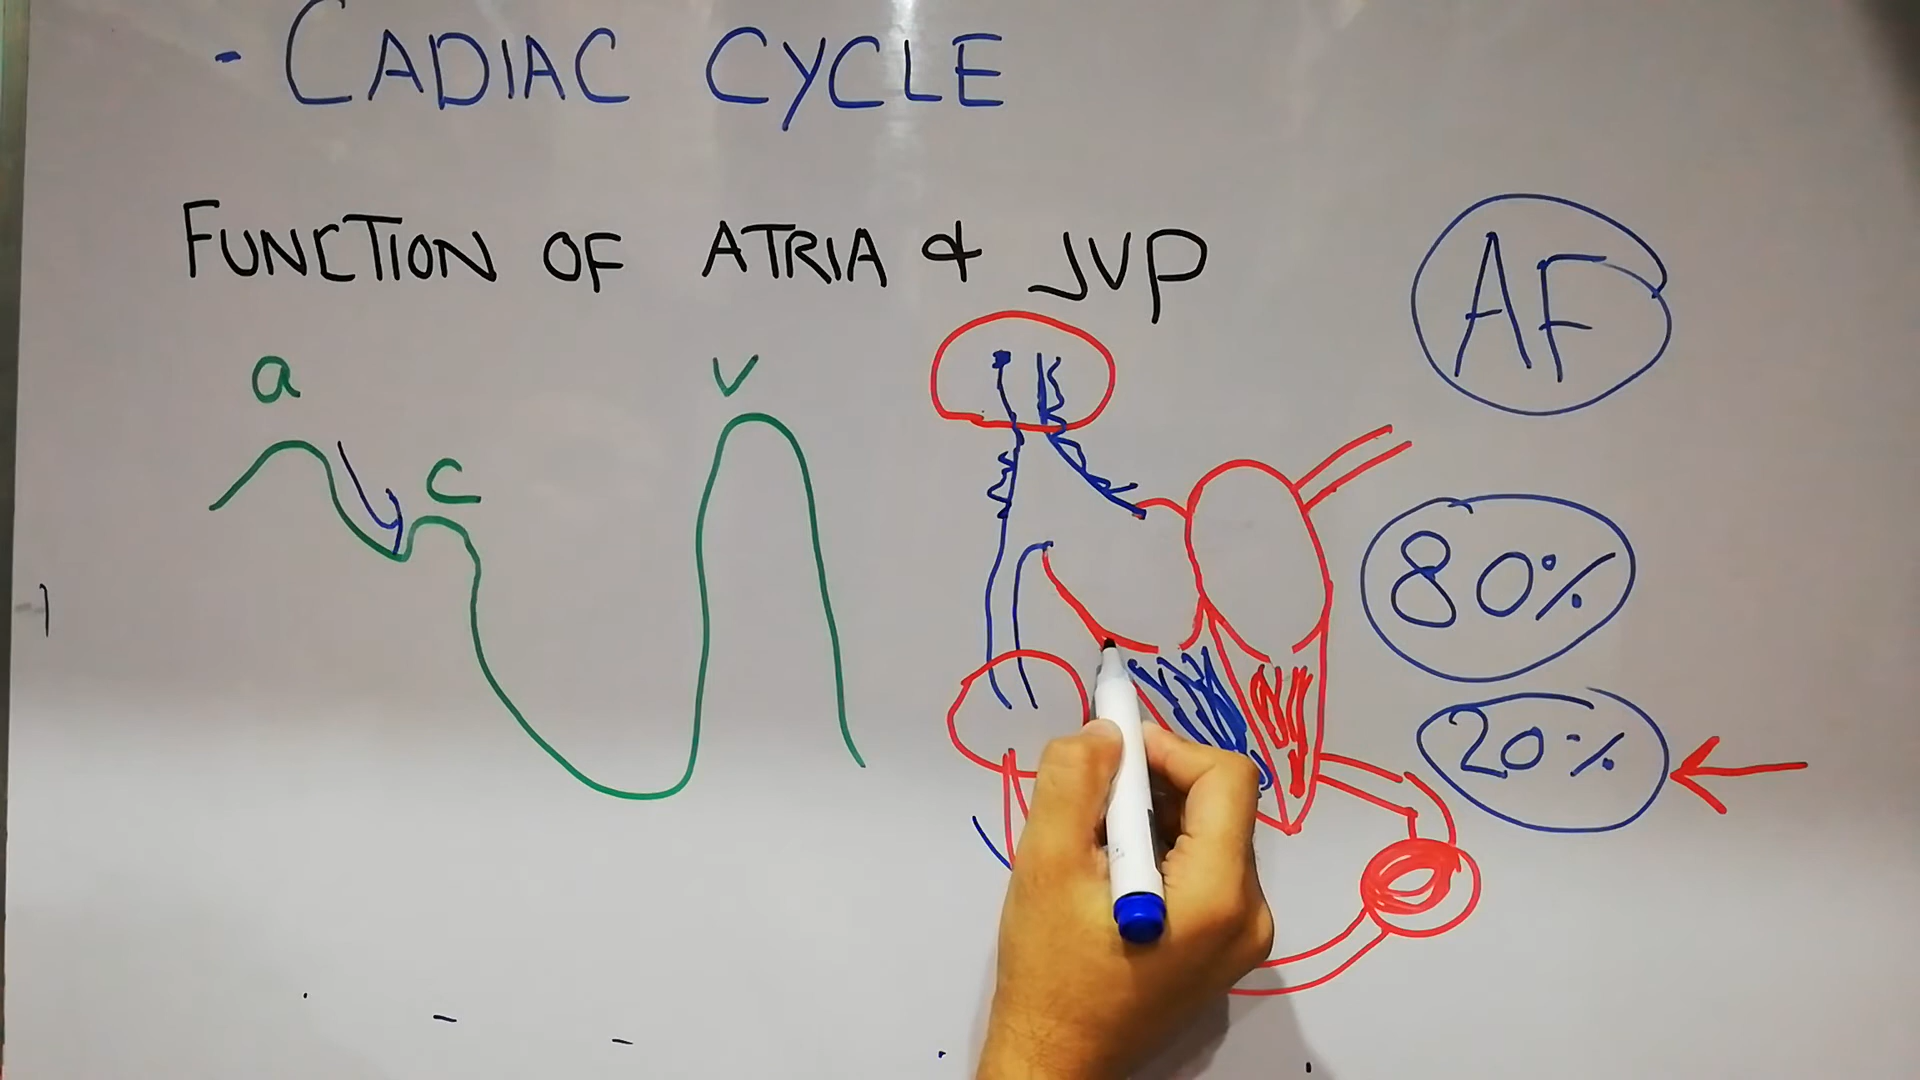 - CADIAC CYCLE
FUNCTION OF ATRIA & JVP
a
c
v
AF
80%
20%